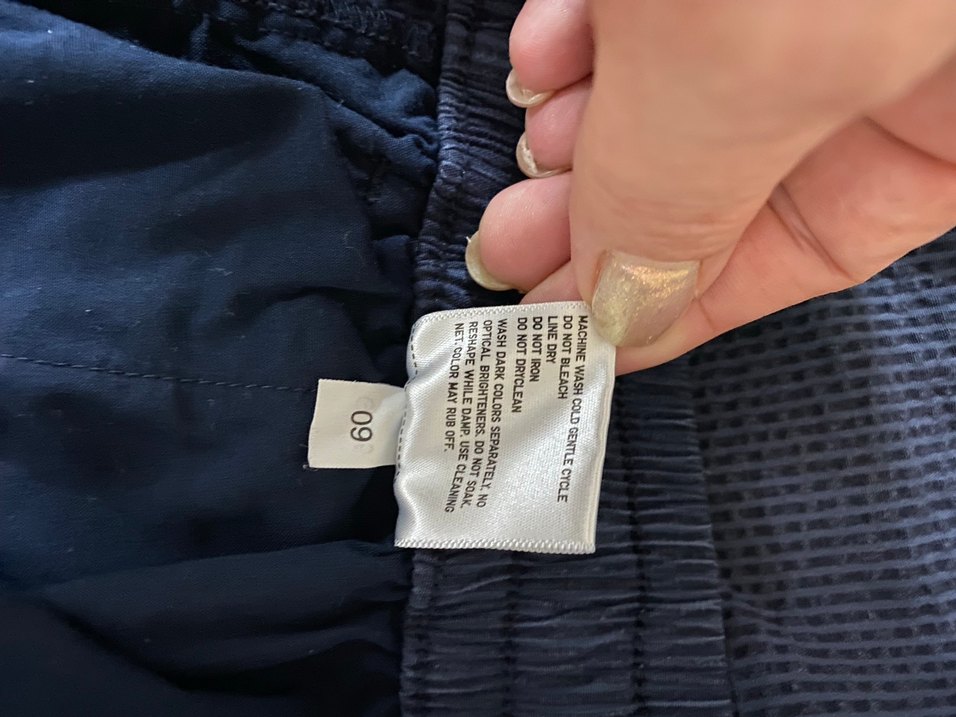 MACHINE WASH COLD GENTLE CYCLE
DO NOT BLEACH
LINE DRY
DO NOT IRON
DO NOT DRYCLEAN
WASH DARK COLORS SEPARATELY. NO
OPTICAL BRIGHTENERS. DO NOT SOAK.
RESHAPE WHILE DAMP. USE CLEANING
NET. COLOR MAY RUB OFF.
09